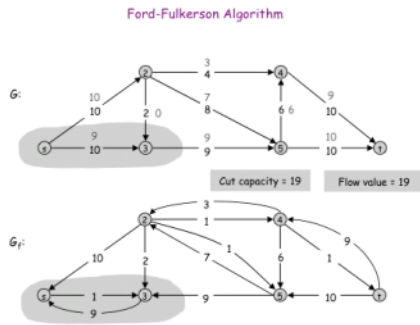 Ford-Fulkerson Algorithm
3
2 4 4
G:
10 7 9
10 2 0 8 6 6 10
9 9 10
s 10 3 9 5 10 t
Cut capacity = 19 Flow value = 19
3
2 1 4
Gf:
9
10 2 1 7 6 1
s 1 3 9 5 10 t
9